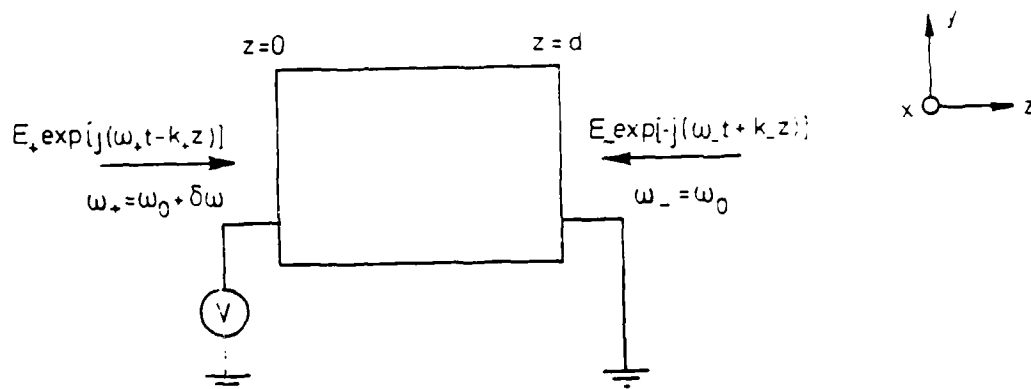 z=0
z=d
y
x
z
E₊exp[j(ω₊t-k₊z)]
ω₊=ω₀+δω
E₋exp[-j(ω₋t+k₋z)]
ω₋=ω₀
V